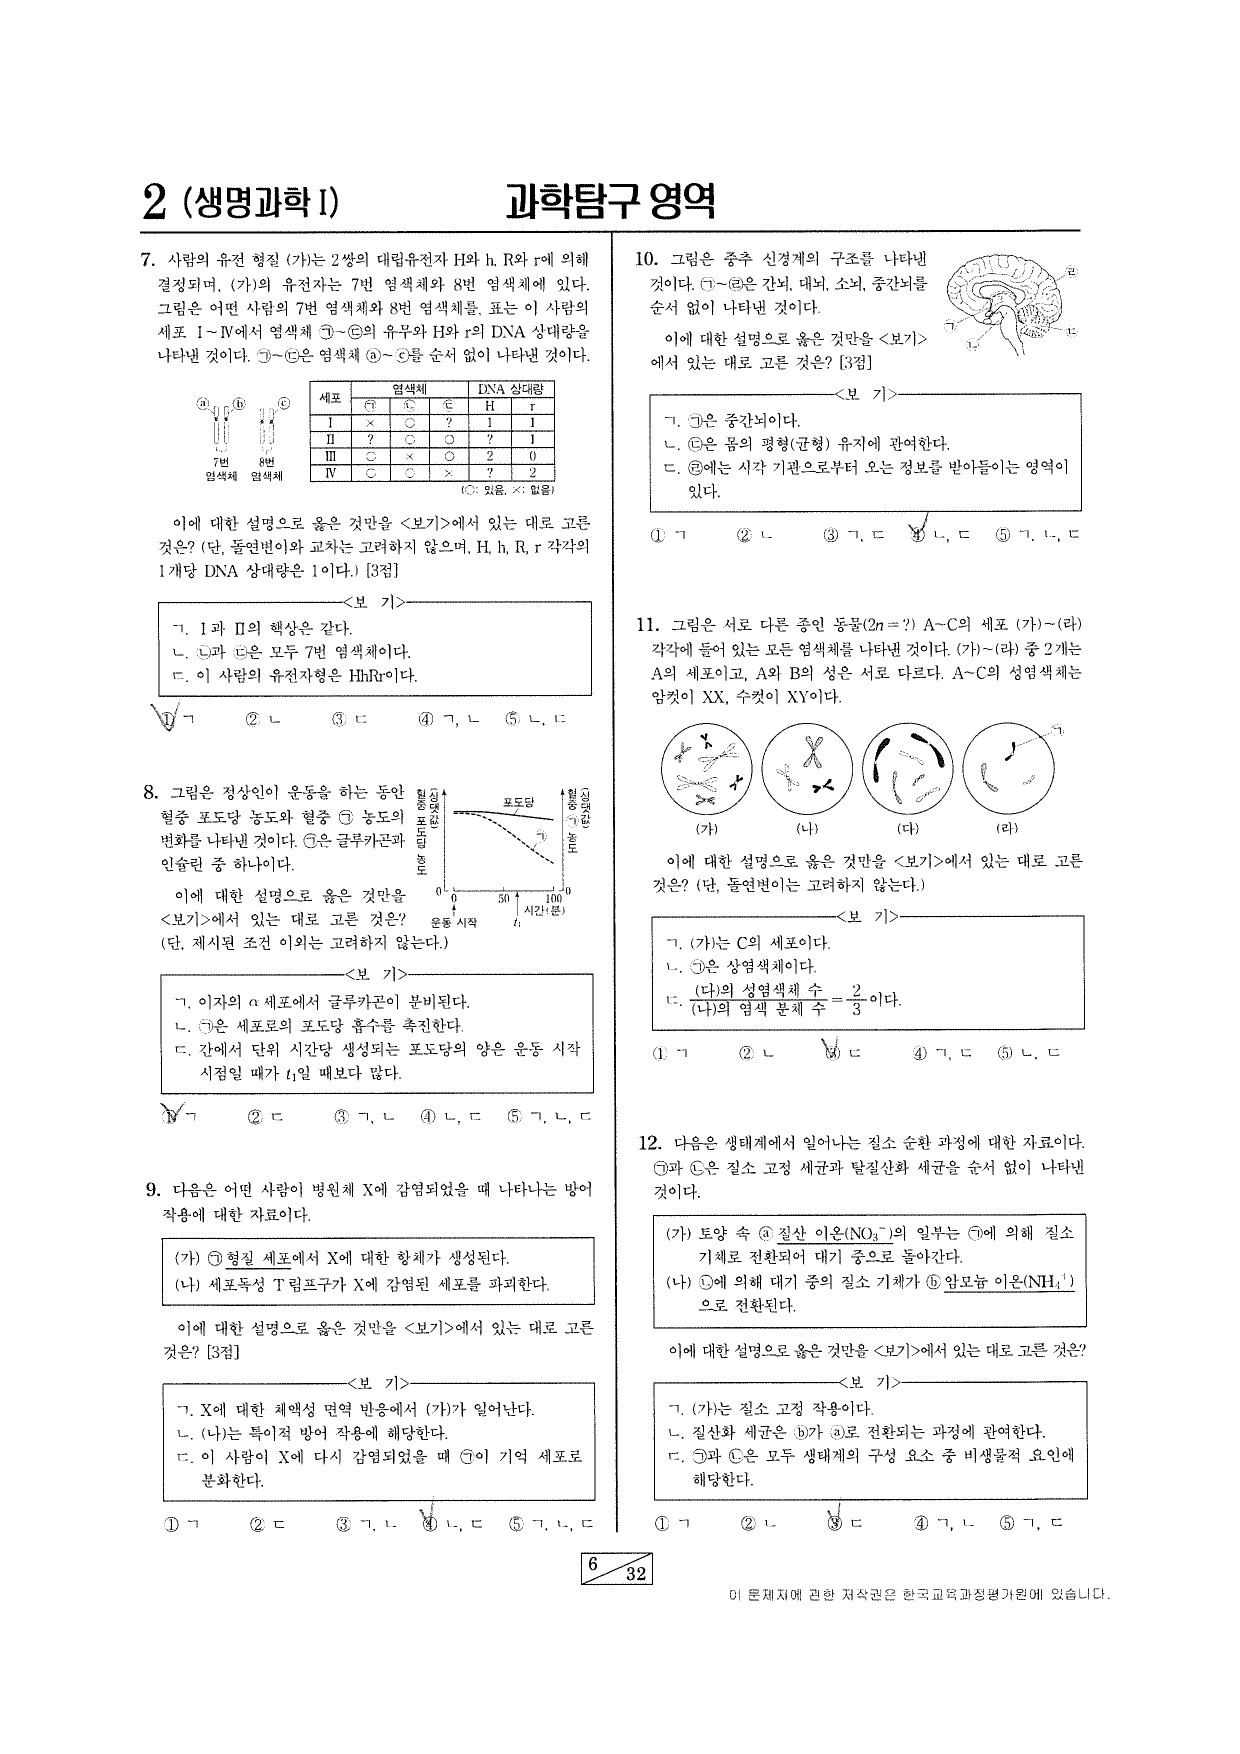 2 (생명과학 I)
과학탐구 영역
7. 사람의 유전 형질 (가)는 2쌍의 대립유전자 H와 h, R와 r에 의해
결정되며, (가)의 유전자는 7번 염색체와 8번 염색체에 있다.
그림은 어떤 사람의 7번 염색체와 8번 염색체를, 표는 이 사람의
세포 Ⅰ~Ⅳ에서 염색체 ㉠~㉢의 유무와 H와 r의 DNA 상대량을
나타낸 것이다. ㉠~㉢은 염색체 ⓐ~ⓒ를 순서 없이 나타낸 것이다.
ⓐ ⓑ ⓒ
7번 염색체
8번 염색체
세포 염색체 DNA 상대량
㉠ ㉡ ㉢ H r
Ⅰ × ○ ? 1 1
Ⅱ ? ○ ○ ? 1
Ⅲ ○ × ○ 2 0
Ⅳ ○ ○ × ? 2
(○: 있음, ×: 없음)
이에 대한 설명으로 옳은 것만을 <보기>에서 있는 대로 고른
것은? (단, 돌연변이와 교차는 고려하지 않으며, H, h, R, r 각각의
1개당 DNA 상대량은 1이다.) [3점]
<보 기>
ㄱ. Ⅰ과 Ⅱ의 핵상은 같다.
ㄴ. ㉡과 ㉢은 모두 7번 염색체이다.
ㄷ. 이 사람의 유전자형은 HhRr이다.
① ㄱ ② ㄴ ③ ㄷ ④ ㄱ, ㄴ ⑤ ㄴ, ㄷ
8. 그림은 정상인이 운동을 하는 동안
혈중 포도당 농도와 혈중 ㉠ 농도의
변화를 나타낸 것이다. ㉠은 글루카곤과
인슐린 중 하나이다.
혈중 포도당 농도 (상댓값)
포도당
㉠
혈중 ㉠ 농도 (상댓값)
0 0
0 50 100
운동 시작 t₁ 시간(분)
이에 대한 설명으로 옳은 것만을
<보기>에서 있는 대로 고른 것은?
(단, 제시된 조건 이외는 고려하지 않는다.)
<보 기>
ㄱ. 이자의 α세포에서 글루카곤이 분비된다.
ㄴ. ㉠은 세포로의 포도당 흡수를 촉진한다.
ㄷ. 간에서 단위 시간당 생성되는 포도당의 양은 운동 시작
시점일 때가 t₁일 때보다 많다.
① ㄱ ② ㄷ ③ ㄱ, ㄴ ④ ㄴ, ㄷ ⑤ ㄱ, ㄴ, ㄷ
9. 다음은 어떤 사람이 병원체 X에 감염되었을 때 나타나는 방어
작용에 대한 자료이다.
(가) ㉠형질 세포에서 X에 대한 항체가 생성된다.
(나) 세포독성 T림프구가 X에 감염된 세포를 파괴한다.
이에 대한 설명으로 옳은 것만을 <보기>에서 있는 대로 고른
것은? [3점]
<보 기>
ㄱ. X에 대한 체액성 면역 반응에서 (가)가 일어난다.
ㄴ. (나)는 특이적 방어 작용에 해당한다.
ㄷ. 이 사람이 X에 다시 감염되었을 때 ㉠이 기억 세포로
분화한다.
① ㄱ ② ㄷ ③ ㄱ, ㄴ ④ ㄴ, ㄷ ⑤ ㄱ, ㄴ, ㄷ
10. 그림은 중추 신경계의 구조를 나타낸
것이다. ㉠~㉣은 간뇌, 대뇌, 소뇌, 중간뇌를
순서 없이 나타낸 것이다.
㉠ ㉡ ㉢ ㉣
이에 대한 설명으로 옳은 것만을 <보기>
에서 있는 대로 고른 것은? [3점]
<보 기>
ㄱ. ㉠은 중간뇌이다.
ㄴ. ㉢은 몸의 평형(균형) 유지에 관여한다.
ㄷ. ㉣에는 시각 기관으로부터 오는 정보를 받아들이는 영역이
있다.
① ㄱ ② ㄴ ③ ㄱ, ㄷ ④ ㄴ, ㄷ ⑤ ㄱ, ㄴ, ㄷ
11. 그림은 서로 다른 종인 동물(2n=?) A~C의 세포 (가)~(라)
각각에 들어 있는 모든 염색체를 나타낸 것이다. (가)~(라) 중 2개는
A의 세포이고, A와 B의 성은 서로 다르다. A~C의 성염색체는
암컷이 XX, 수컷이 XY이다.
㉠
(가) (나) (다) (라)
이에 대한 설명으로 옳은 것만을 <보기>에서 있는 대로 고른
것은? (단, 돌연변이는 고려하지 않는다.)
<보 기>
ㄱ. (가)는 C의 세포이다.
ㄴ. ㉠은 상염색체이다.
ㄷ. (다)의 성염색체 수 / (나)의 염색 분체 수 = 2/3 이다.
① ㄱ ② ㄴ ③ ㄷ ④ ㄱ, ㄷ ⑤ ㄴ, ㄷ
12. 다음은 생태계에서 일어나는 질소 순환 과정에 대한 자료이다.
㉠과 ㉡은 질소 고정 세균과 탈질산화 세균을 순서 없이 나타낸
것이다.
(가) 토양 속 ⓐ질산 이온(NO₃⁻)의 일부는 ㉠에 의해 질소
기체로 전환되어 대기 중으로 돌아간다.
(나) ㉡에 의해 대기 중의 질소 기체가 ⓑ암모늄 이온(NH₄⁺)
으로 전환된다.
이에 대한 설명으로 옳은 것만을 <보기>에서 있는 대로 고른 것은?
<보 기>
ㄱ. (가)는 질소 고정 작용이다.
ㄴ. 질산화 세균은 ⓑ가 ⓐ로 전환되는 과정에 관여한다.
ㄷ. ㉠과 ㉡은 모두 생태계의 구성 요소 중 비생물적 요인에
해당한다.
① ㄱ ② ㄴ ③ ㄷ ④ ㄱ, ㄴ ⑤ ㄱ, ㄷ
6 32
이 문제지에 관한 저작권은 한국교육과정평가원에 있습니다.